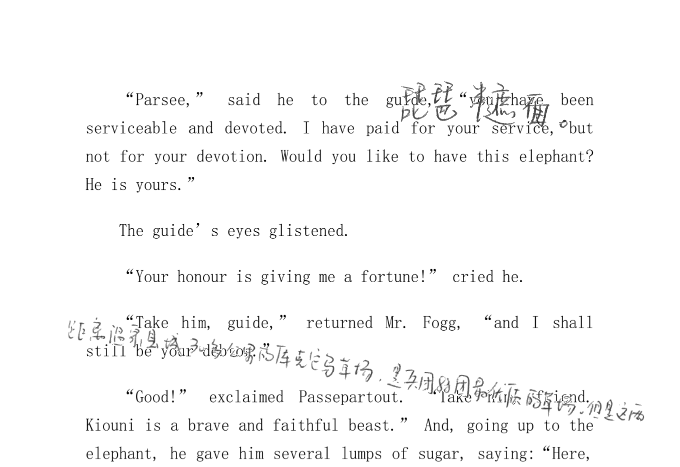 “Parsee,” said he to the guide, “you have been
琵琶半遮面。
serviceable and devoted. I have paid for your service, but
not for your devotion. Would you like to have this elephant?
He is yours.”
The guide’s eyes glistened.
“Your honour is giving me a fortune!” cried he.
“Take him, guide,” returned Mr. Fogg, “and I shall
still be your debtor.”
“Good!” exclaimed Passepartout. “Take him, friend.
Kiouni is a brave and faithful beast.” And, going up to the
elephant, he gave him several lumps of sugar, saying: “Here,